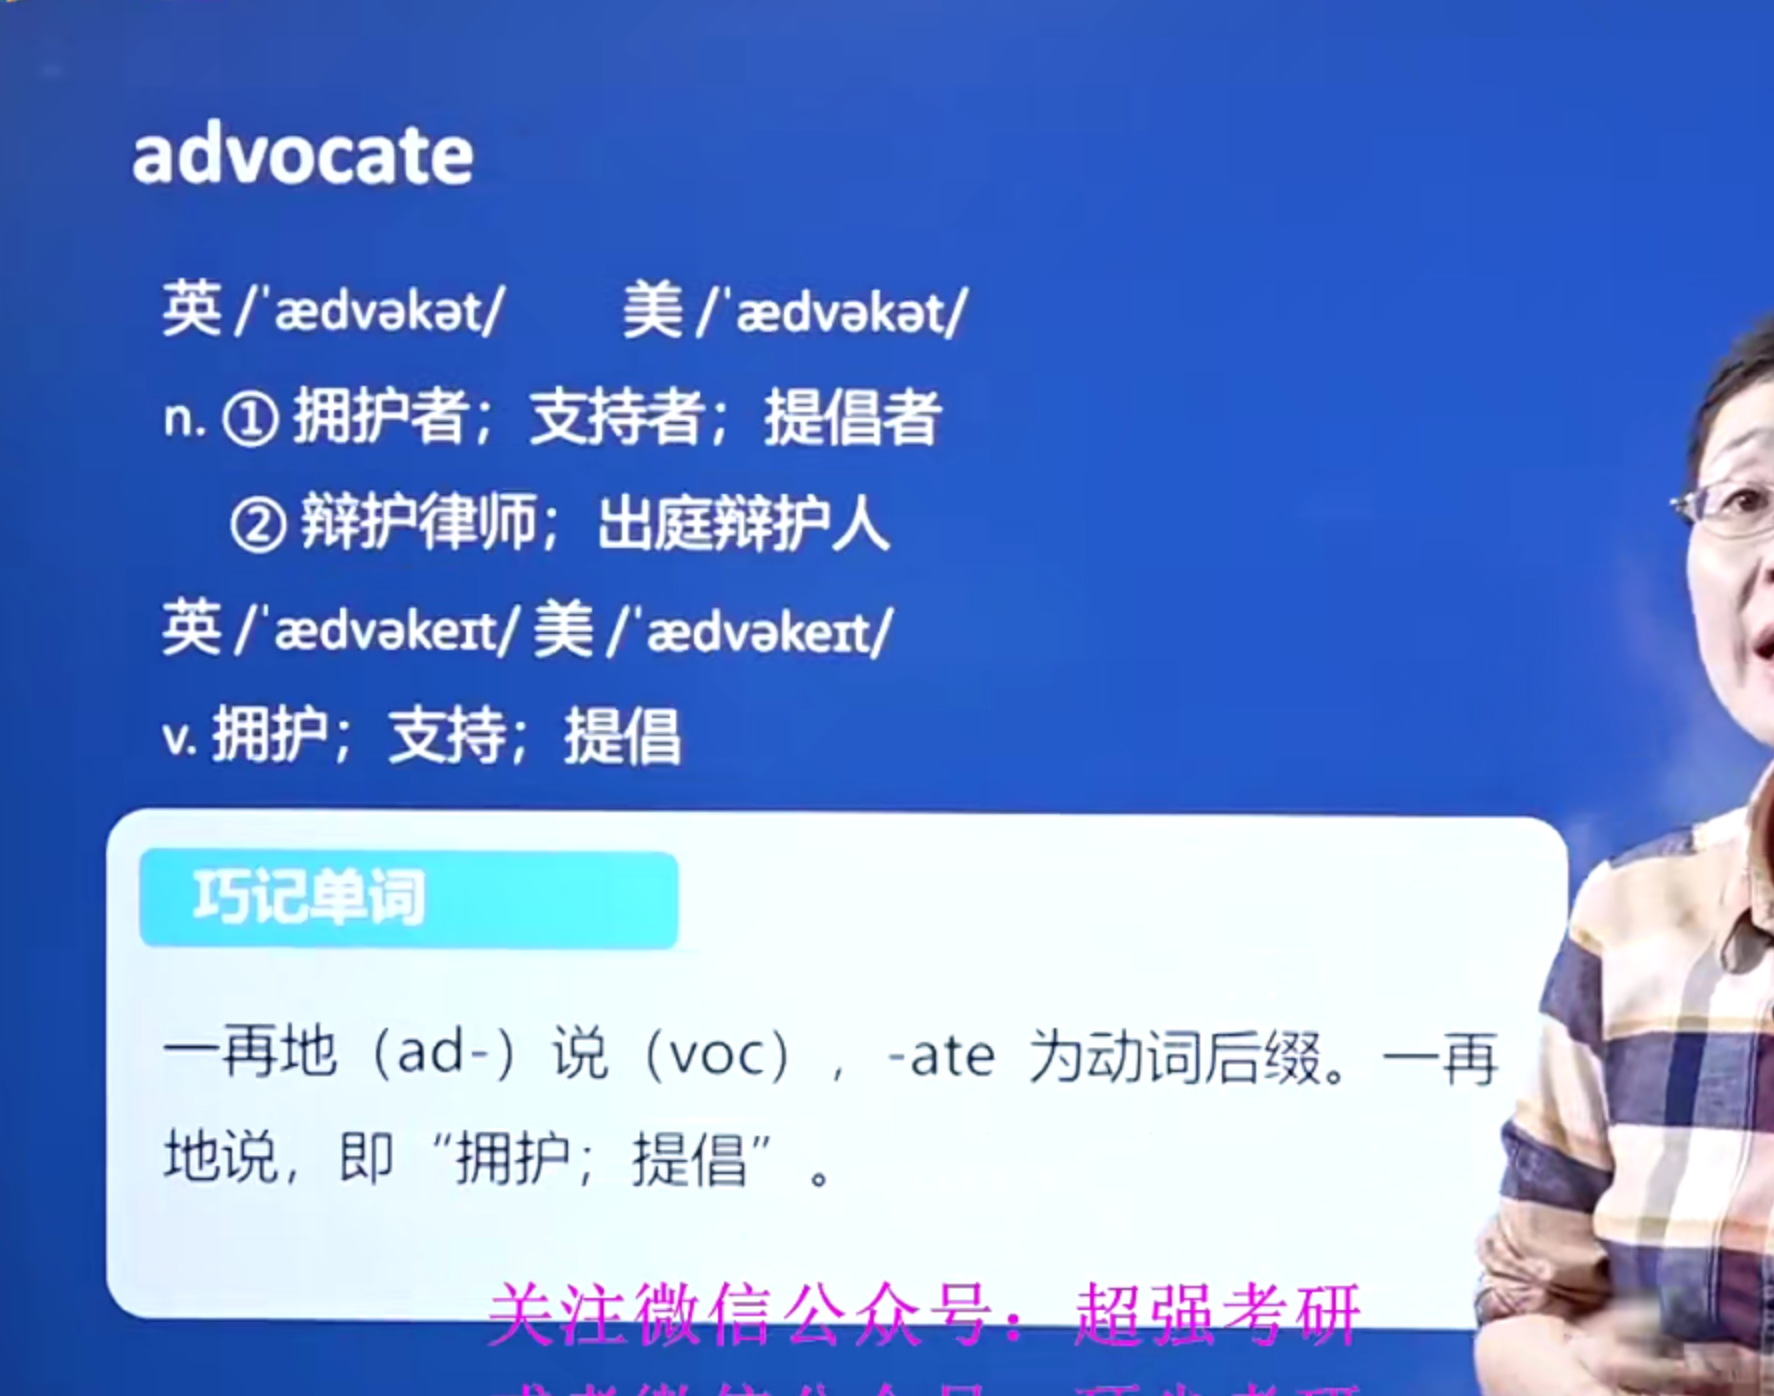 advocate
英 /ˈædvəkət/ 美 /ˈædvəkət/
n. ① 拥护者；支持者；提倡者
② 辩护律师；出庭辩护人
英 /ˈædvəkeɪt/ 美 /ˈædvəkeɪt/
v. 拥护；支持；提倡
巧记单词
一再地（ad-）说（voc），-ate 为动词后缀。一再
地说，即“拥护；提倡”。
关注微信公众号：超强考研